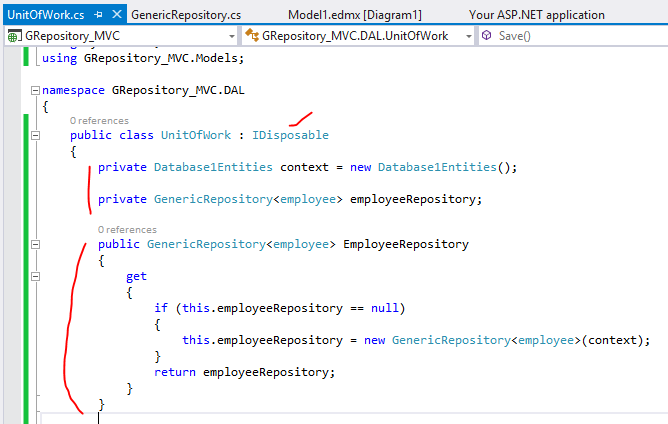 UnitOfWork.cs GenericRepository.cs Model1.edmx [Diagram1] Your ASP.NET application
GRepository_MVC GRepository_MVC.DAL.UnitOfWork Save()
using GRepository_MVC.Models;
namespace GRepository_MVC.DAL
{
0 references
public class UnitOfWork : IDisposable
{
private Database1Entities context = new Database1Entities();
private GenericRepository<employee> employeeRepository;
0 references
public GenericRepository<employee> EmployeeRepository
{
get
{
if (this.employeeRepository == null)
{
this.employeeRepository = new GenericRepository<employee>(context);
}
return employeeRepository;
}
}